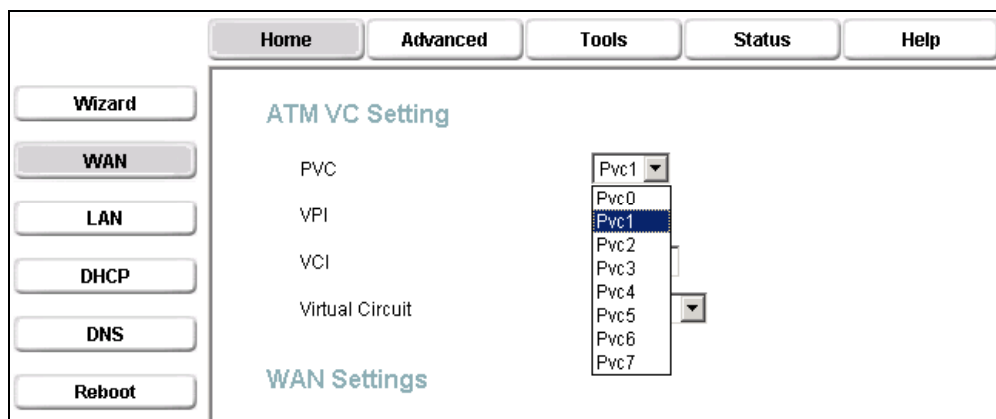 Home Advanced Tools Status Help
Wizard
WAN
LAN
DHCP
DNS
Reboot
ATM VC Setting
PVC Pvc1
VPI
VCI
Virtual Circuit
Pvc0
Pvc1
Pvc2
Pvc3
Pvc4
Pvc5
Pvc6
Pvc7
WAN Settings